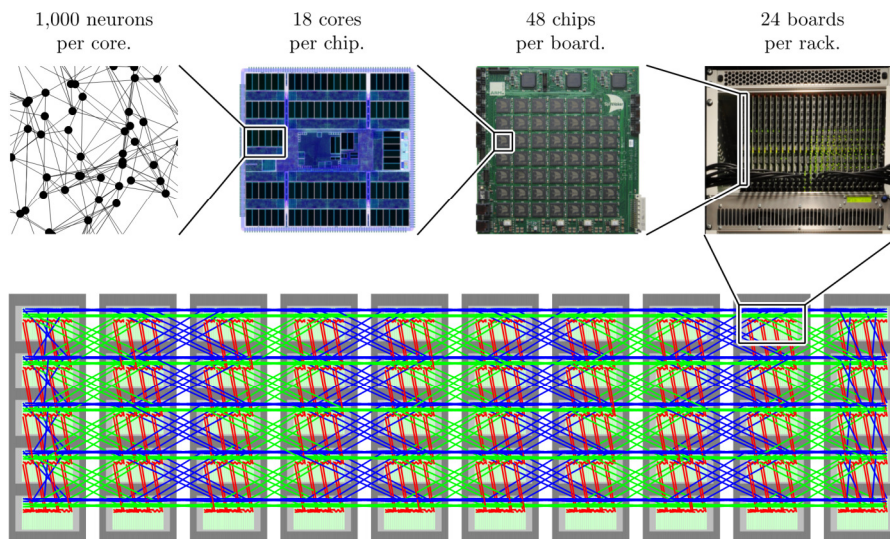 1,000 neurons
per core.
18 cores
per chip.
48 chips
per board.
24 boards
per rack.